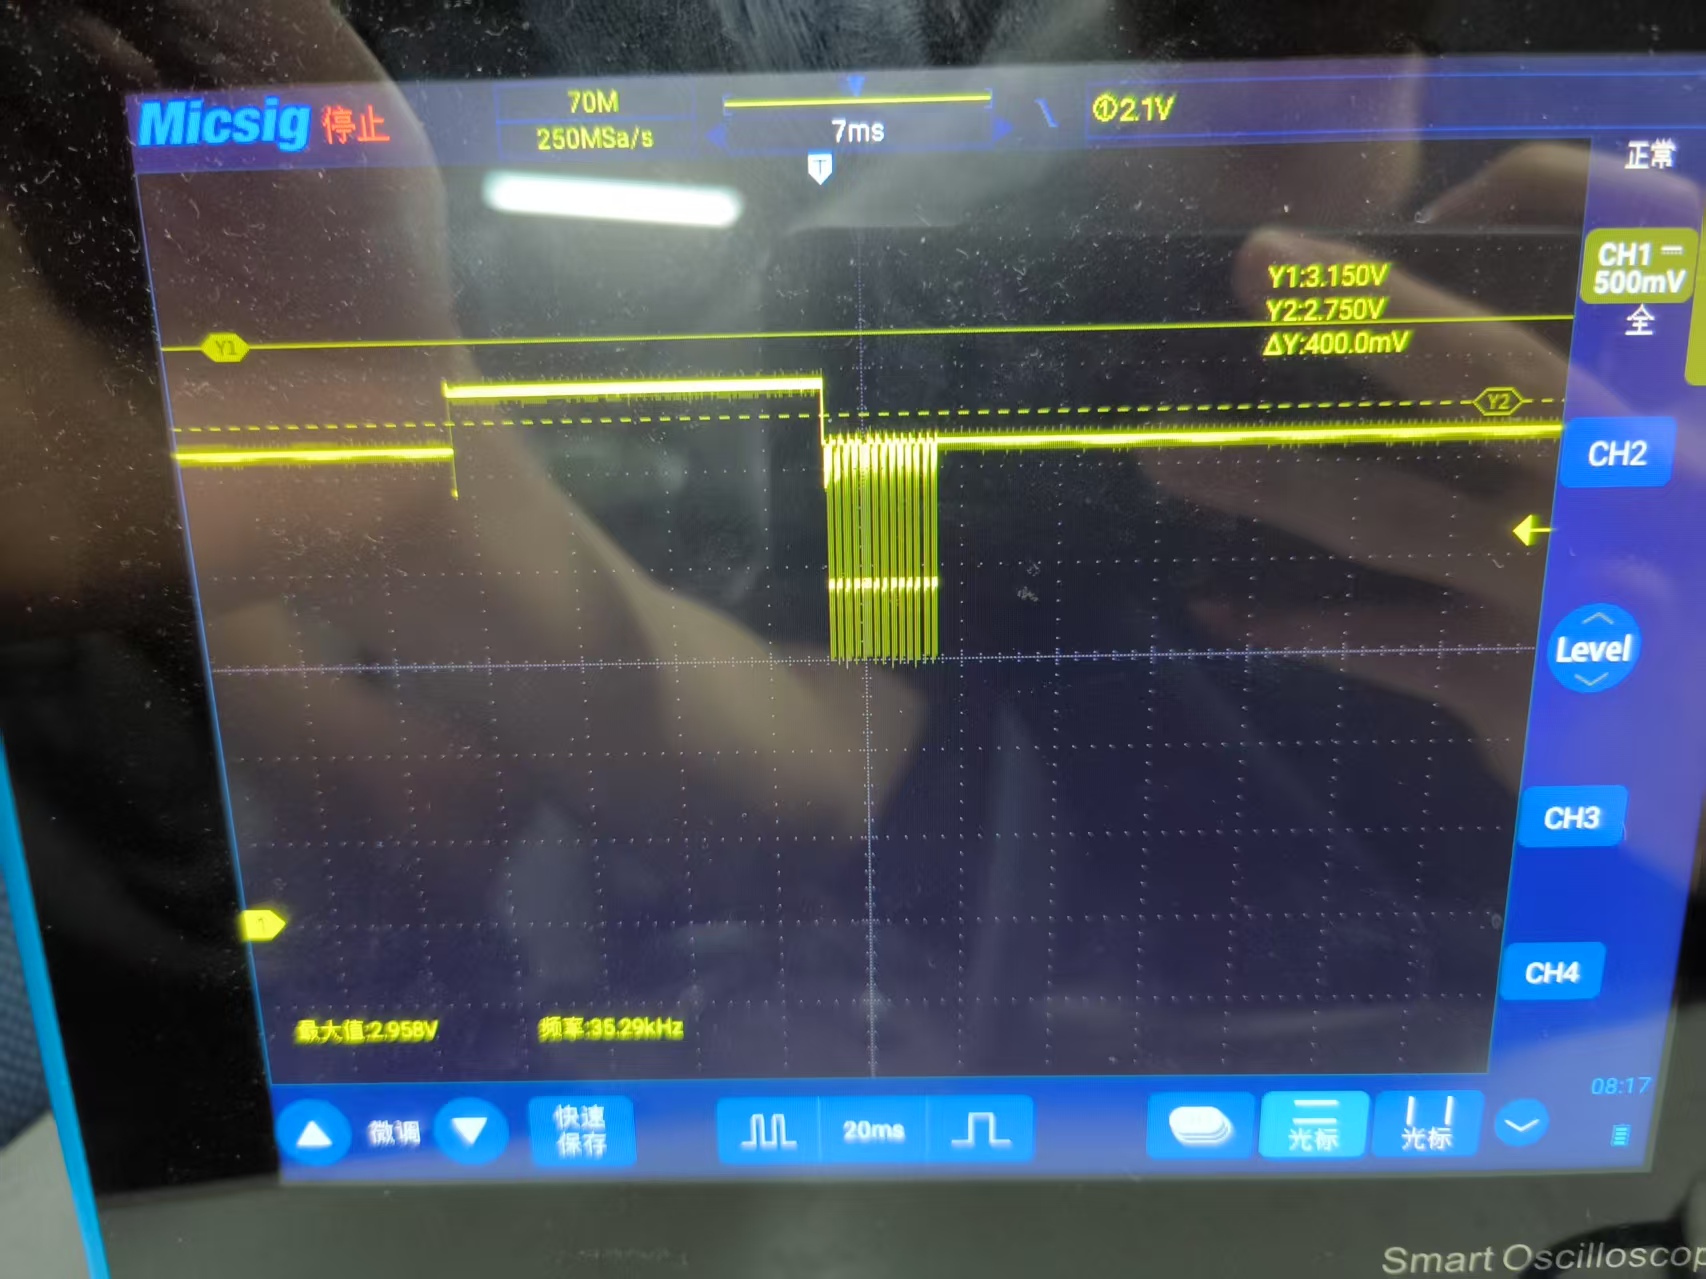 Micsig 停止
70M
250MSa/s
7ms
T
①2.1V
正常
CH1
500mV
全
Y1:3.150V
Y2:2.750V
ΔY:400.0mV
Y1
Y2
CH2
Level
CH3
1
CH4
最大值:2.958V
频率:35.29kHz
08:17
微调
快速
保存
20ms
光标
光标
Smart Oscilloscop